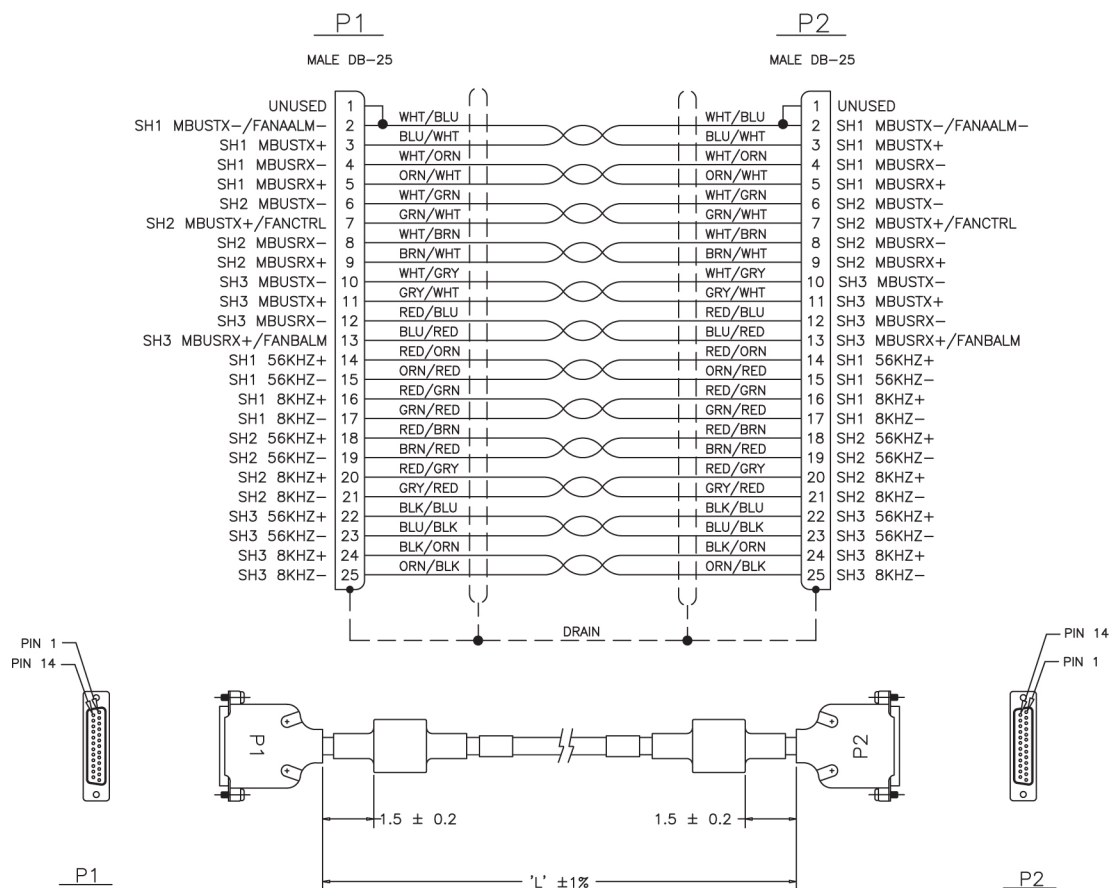 P1 P2
MALE DB-25 MALE DB-25
UNUSED 1 1 UNUSED
SH1 MBUSTX-/FANAALM- 2 WHT/BLU WHT/BLU 2 SH1 MBUSTX-/FANAALM-
SH1 MBUSTX+ 3 BLU/WHT BLU/WHT 3 SH1 MBUSTX+
SH1 MBUSRX- 4 WHT/ORN WHT/ORN 4 SH1 MBUSRX-
SH1 MBUSRX+ 5 ORN/WHT ORN/WHT 5 SH1 MBUSRX+
SH2 MBUSTX- 6 WHT/GRN WHT/GRN 6 SH2 MBUSTX-
SH2 MBUSTX+/FANCTRL 7 GRN/WHT GRN/WHT 7 SH2 MBUSTX+/FANCTRL
SH2 MBUSRX- 8 WHT/BRN WHT/BRN 8 SH2 MBUSRX-
SH2 MBUSRX+ 9 BRN/WHT BRN/WHT 9 SH2 MBUSRX+
SH3 MBUSTX- 10 WHT/GRY WHT/GRY 10 SH3 MBUSTX-
SH3 MBUSTX+ 11 GRY/WHT GRY/WHT 11 SH3 MBUSTX+
SH3 MBUSRX- 12 RED/BLU RED/BLU 12 SH3 MBUSRX-
SH3 MBUSRX+/FANBALM 13 BLU/RED BLU/RED 13 SH3 MBUSRX+/FANBALM
SH1 56KHZ+ 14 RED/ORN RED/ORN 14 SH1 56KHZ+
SH1 56KHZ- 15 ORN/RED ORN/RED 15 SH1 56KHZ-
SH1 8KHZ+ 16 RED/GRN RED/GRN 16 SH1 8KHZ+
SH1 8KHZ- 17 GRN/RED GRN/RED 17 SH1 8KHZ-
SH2 56KHZ+ 18 RED/BRN RED/BRN 18 SH2 56KHZ+
SH2 56KHZ- 19 BRN/RED BRN/RED 19 SH2 56KHZ-
SH2 8KHZ+ 20 RED/GRY RED/GRY 20 SH2 8KHZ+
SH2 8KHZ- 21 GRY/RED GRY/RED 21 SH2 8KHZ-
SH3 56KHZ+ 22 BLK/BLU BLK/BLU 22 SH3 56KHZ+
SH3 56KHZ- 23 BLU/BLK BLU/BLK 23 SH3 56KHZ-
SH3 8KHZ+ 24 BLK/ORN BLK/ORN 24 SH3 8KHZ+
SH3 8KHZ- 25 ORN/BLK ORN/BLK 25 SH3 8KHZ-
DRAIN
PIN 1 PIN 14
PIN 14 PIN 1
P1 P2
1.5 ± 0.2 1.5 ± 0.2
P1 'L' ±1% P2